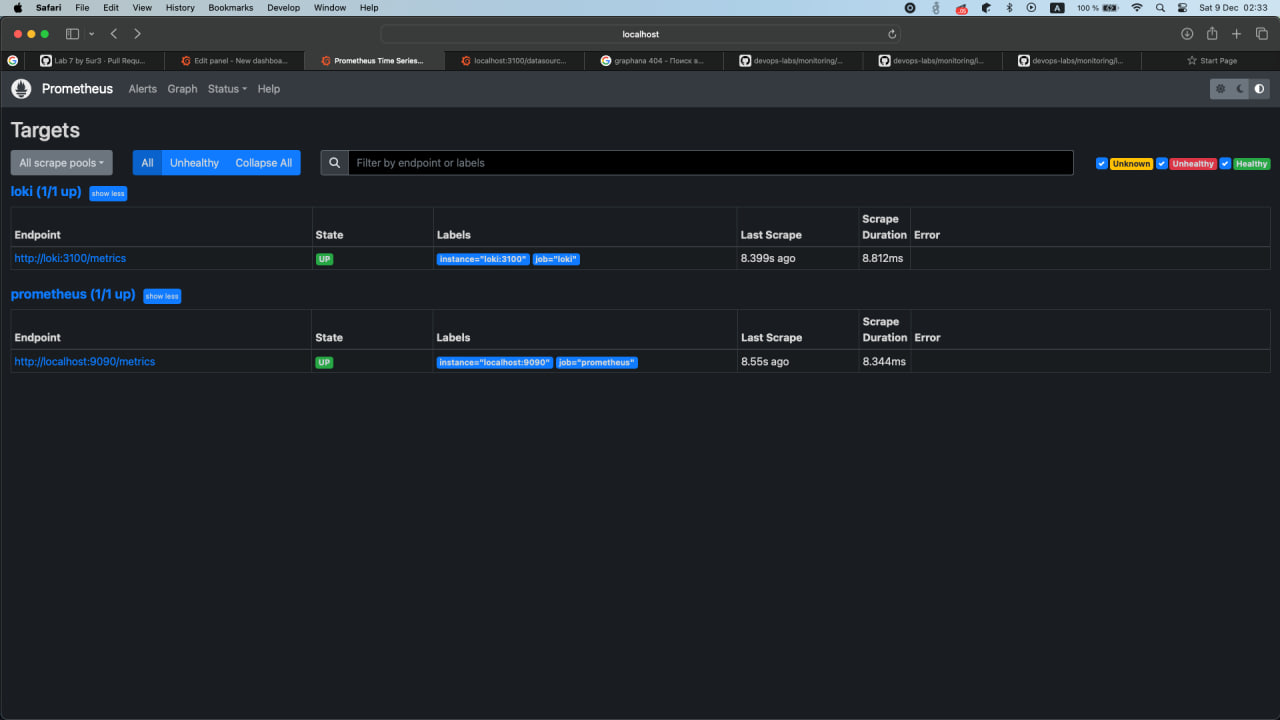 Safari File Edit View History Bookmarks Develop Window Help 100 % A Sat 9 Dec 02:33
localhost
Lab 7 by 5ur3 · Pull Requ... Edit panel - New dashboa... Prometheus Time Series... localhost:3100/datasourc... graphana 404 - Поиск в... devops-labs/monitoring/... devops-labs/monitoring/l... devops-labs/monitoring/l... Start Page
Prometheus Alerts Graph Status Help
Targets
All scrape pools All Unhealthy Collapse All Filter by endpoint or labels Unknown Unhealthy Healthy
loki (1/1 up) show less
Endpoint State Labels Last Scrape Scrape Duration Error
http://loki:3100/metrics UP instance="loki:3100" job="loki" 8.399s ago 8.812ms
prometheus (1/1 up) show less
Endpoint State Labels Last Scrape Scrape Duration Error
http://localhost:9090/metrics UP instance="localhost:9090" job="prometheus" 8.55s ago 8.344ms